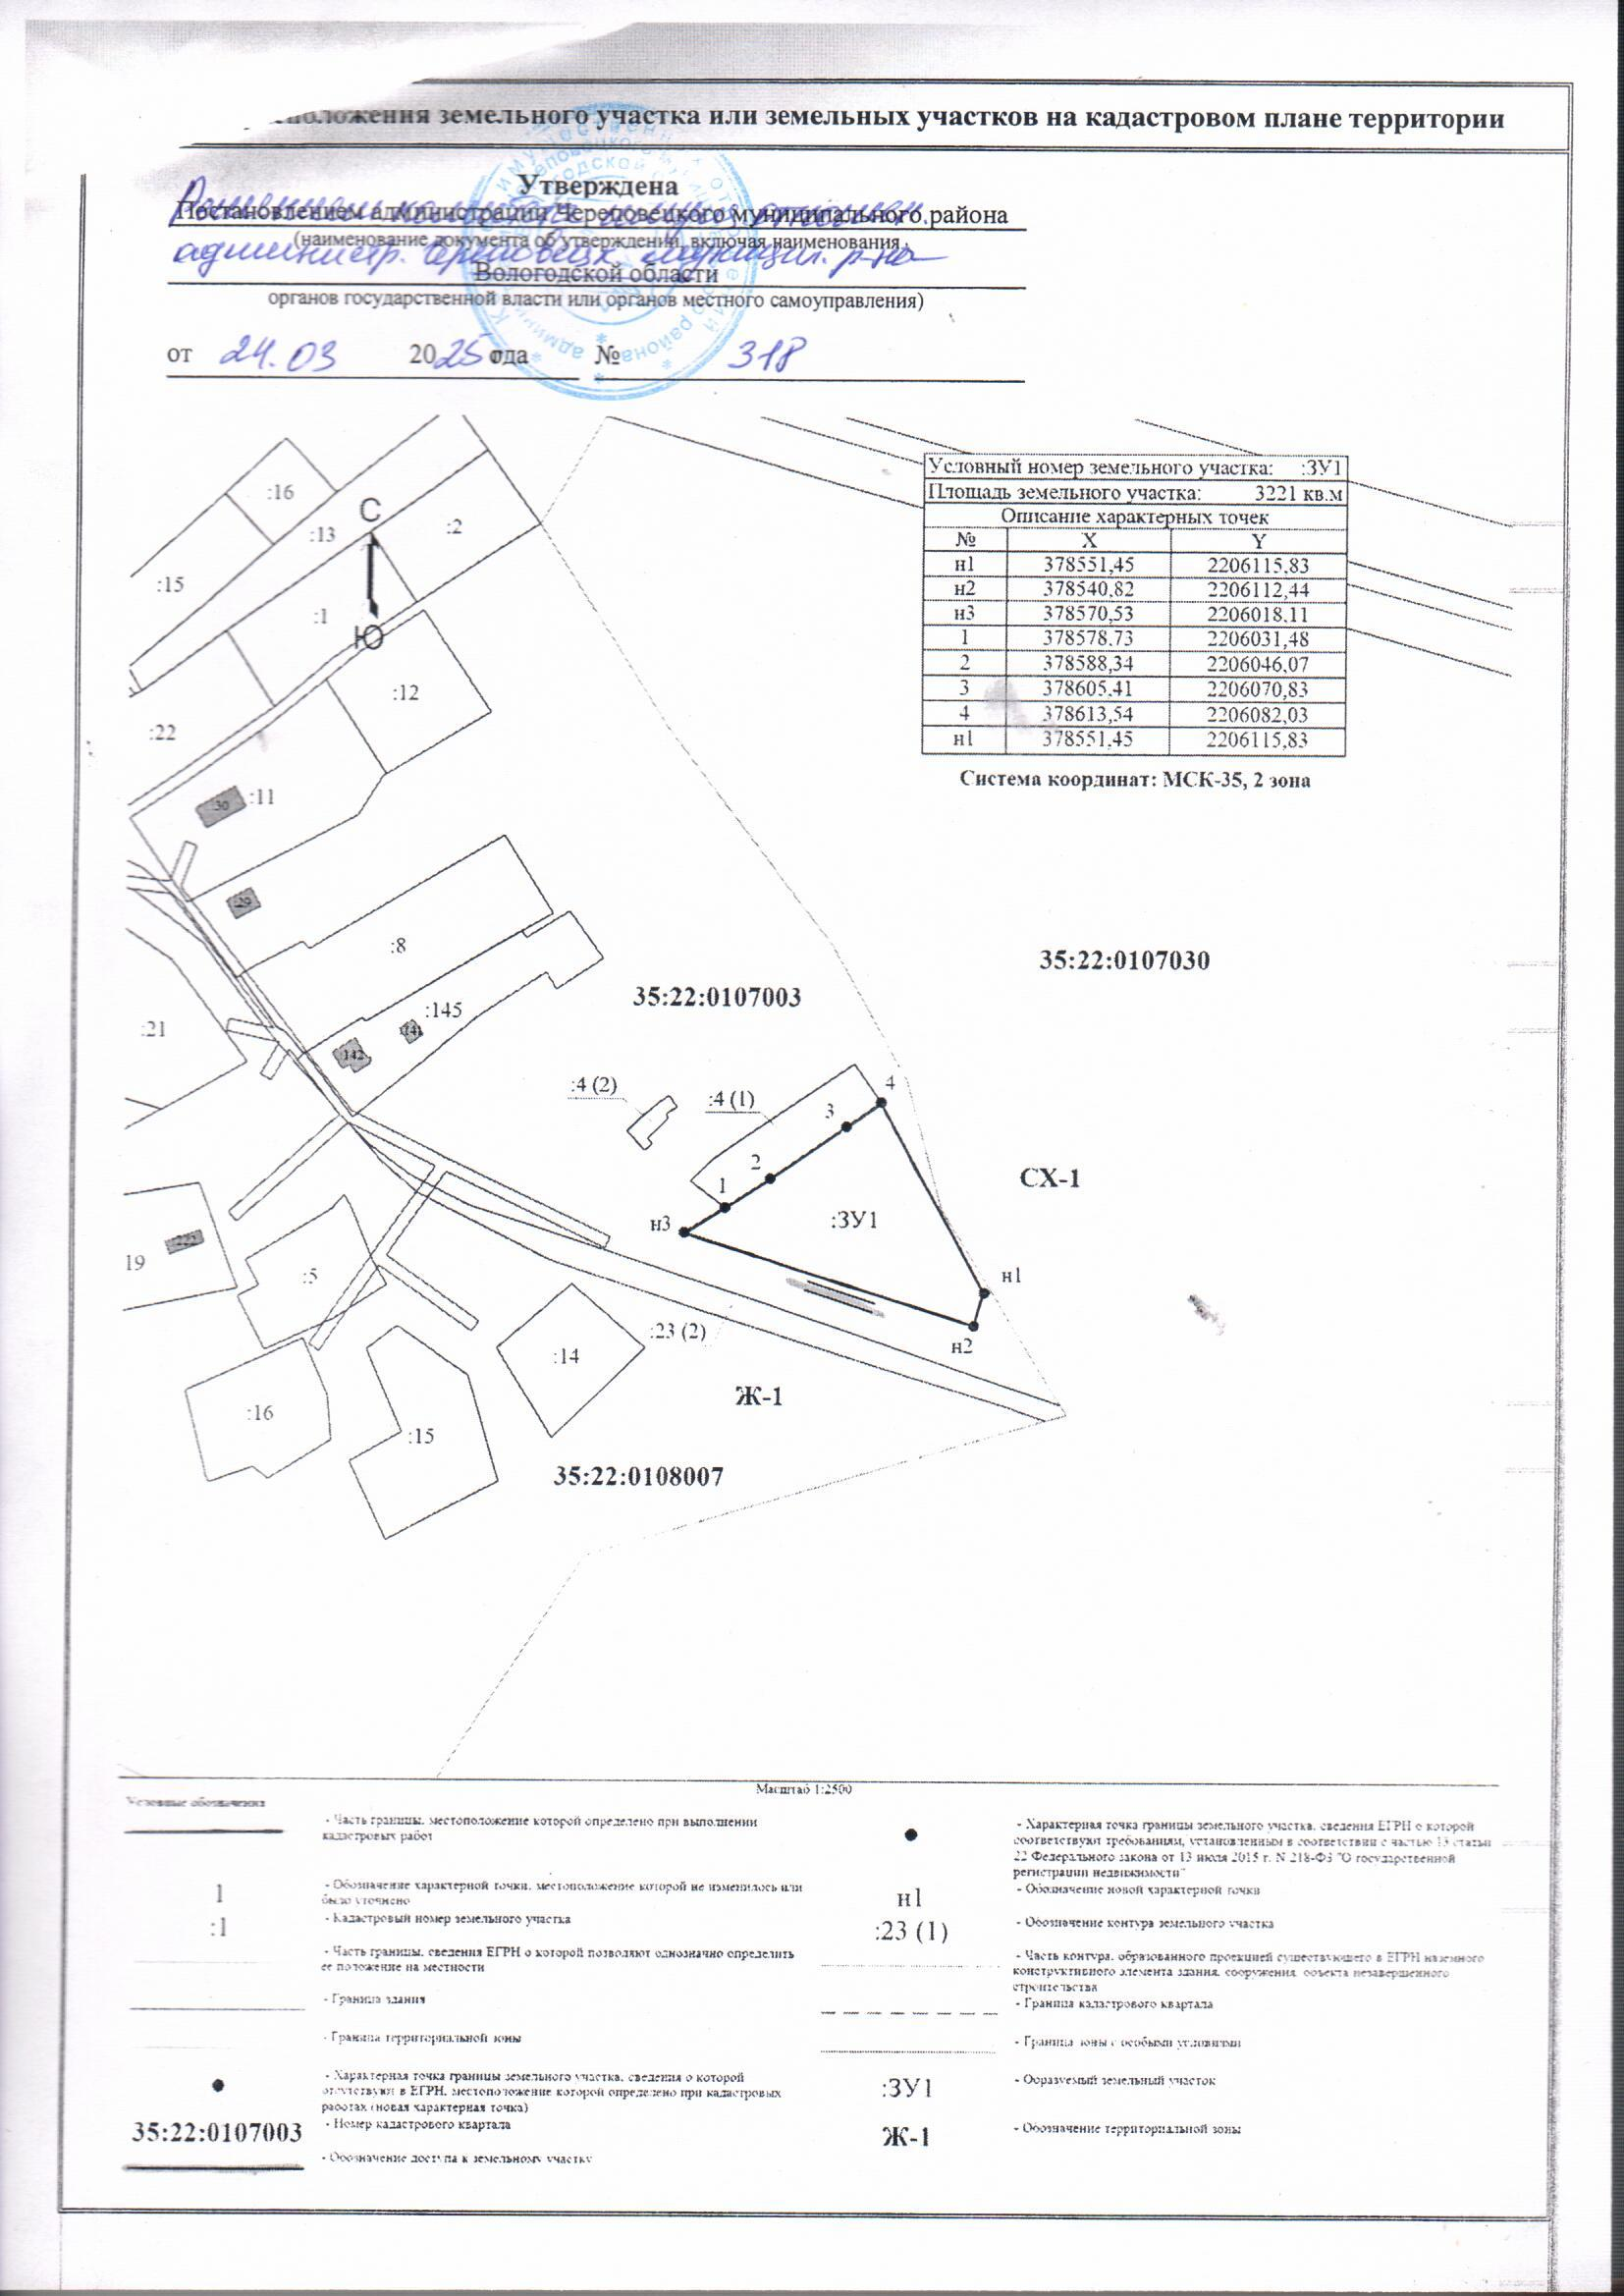 положения земельного участка или земельных участков на кадастровом плане территории
Утверждена
Постановлением администрации Череповецкого муниципального района
(наименование документа об утверждении, включая наименования
администр. Череповецк. муницип. р-на
Вологодской области
органов государственной власти или органов местного самоуправления)
от 24.03 2025 года № 318
Условный номер земельного участка: :ЗУ1
Площадь земельного участка: 3221 кв.м
Описание характерных точек
№ X Y
н1 378551,45 2206115,83
н2 378540,82 2206112,44
н3 378570,53 2206018,11
1 378578,73 2206031,48
2 378588,34 2206046,07
3 378605,41 2206070,83
4 378613,54 2206082,03
н1 378551,45 2206115,83
Система координат: МСК-35, 2 зона
:16
С
:13
:2
:15
:1
Ю
:12
:22
:30
:11
:29
:8
35:22:0107030
35:22:0107003
:145
:21
:141
:142
:4 (2)
:4 (1)
4
3
2
СХ-1
1
н3
:ЗУ1
19
:5
н1
:23 (2)
н2
:14
Ж-1
:16
:15
35:22:0108007
Масштаб 1:2500
Условные обозначения
- Часть границы, местоположение которой определено при выполнении
кадастровых работ
- Характерная точка границы земельного участка, сведения ЕГРН о которой
соответствуют требованиям, установленным в соответствии с частью 13 статьи
22 Федерального закона от 13 июля 2015 г. N 218-ФЗ "О государственной
регистрации недвижимости"
1 - Обозначение характерной точки, местоположение которой не изменилось или
было уточнено
н1 - Обозначение новой характерной точки
:1 - Кадастровый номер земельного участка
:23 (1) - Обозначение контура земельного участка
- Часть границы, сведения ЕГРН о которой позволяют однозначно определить
ее положение на местности
- Часть контура, образованного проекцией существующего в ЕГРН наземного
конструктивного элемента здания, сооружения, объекта незавершенного
строительства
- Граница здания
- Граница кадастрового квартала
- Граница территориальной зоны
- Граница зоны с особыми условиями
- Характерная точка границы земельного участка, сведения о которой
отсутствуют в ЕГРН, местоположение которой определено при кадастровых
работах (новая характерная точка)
:ЗУ1 - Образуемый земельный участок
35:22:0107003 - Номер кадастрового квартала
Ж-1 - Обозначение территориальной зоны
- Обозначение доступа к земельному участку